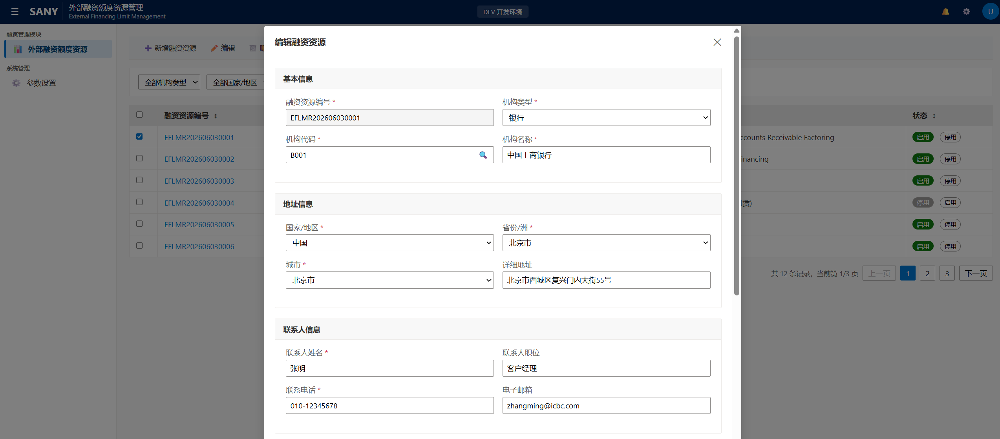 SANY
外部融资额度资源管理
External Financing Limit Management
DEV 开发环境
U
融资管理模块
外部融资额度资源
系统管理
参数设置
新增融资资源 编辑
全部机构类型 全部国家/地区
融资资源编号 状态
EFLMR202606030001 ccounts Receivable Factoring 启用 停用
EFLMR202606030002 inancing 启用 停用
EFLMR202606030003 启用 停用
EFLMR202606030004 赁) 停用 启用
EFLMR202606030005 启用 停用
EFLMR202606030006 启用 停用
共 12 条记录，当前第 1/3 页 上一页 1 2 3 下一页
编辑融资资源
基本信息
融资资源编号 * 机构类型 *
EFLMR202606030001 银行
机构代码 * 机构名称 *
B001 中国工商银行
地址信息
国家/地区 * 省份/洲 *
中国 北京市
城市 * 详细地址
北京市 北京市西城区复兴门内大街55号
联系人信息
联系人姓名 * 联系人职位
张明 客户经理
联系电话 * 电子邮箱
010-12345678 zhangming@icbc.com